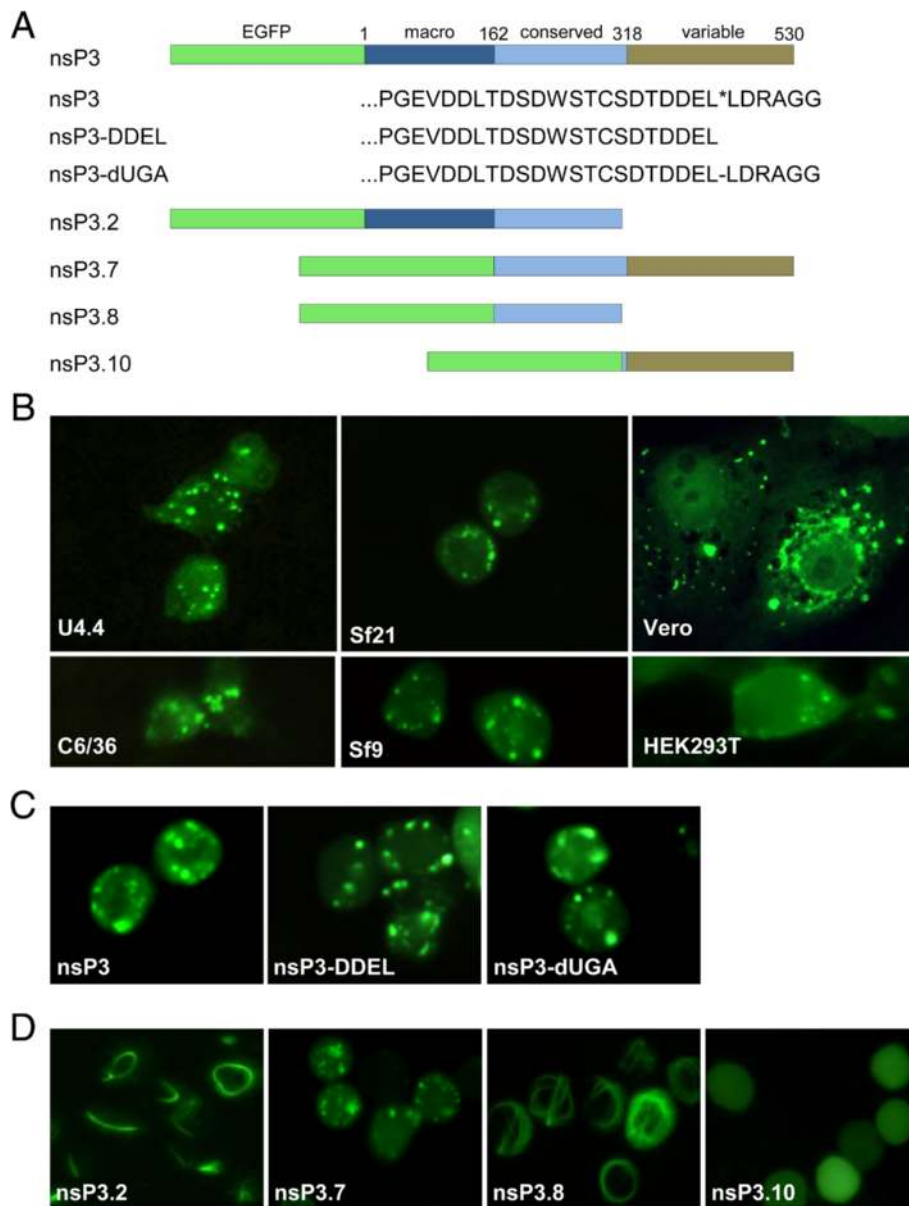 A
EGFP 1 macro 162 conserved 318 variable 530
nsP3
nsP3 ...PGEVDDLTDSDWSTCSDTDDEL*LDRAGG
nsP3-DDEL ...PGEVDDLTDSDWSTCSDTDDEL
nsP3-dUGA ...PGEVDDLTDSDWSTCSDTDDEL-LDRAGG
nsP3.2
nsP3.7
nsP3.8
nsP3.10
B
U4.4 Sf21 Vero
C6/36 Sf9 HEK293T
C
nsP3 nsP3-DDEL nsP3-dUGA
D
nsP3.2 nsP3.7 nsP3.8 nsP3.10